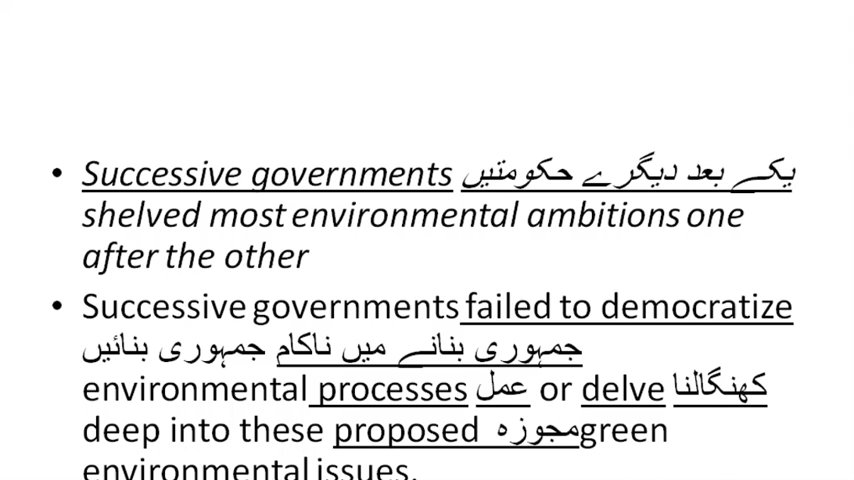 • Successive governments یکے بعد دیگرے حکومتیں
shelved most environmental ambitions one
after the other
• Successive governments failed to democratize
جمہوری بنانے میں ناکام جمہوری بنائیں
environmental processes عمل or delve کھنگالنا
deep into these proposed مجوزہ green
environmental issues.